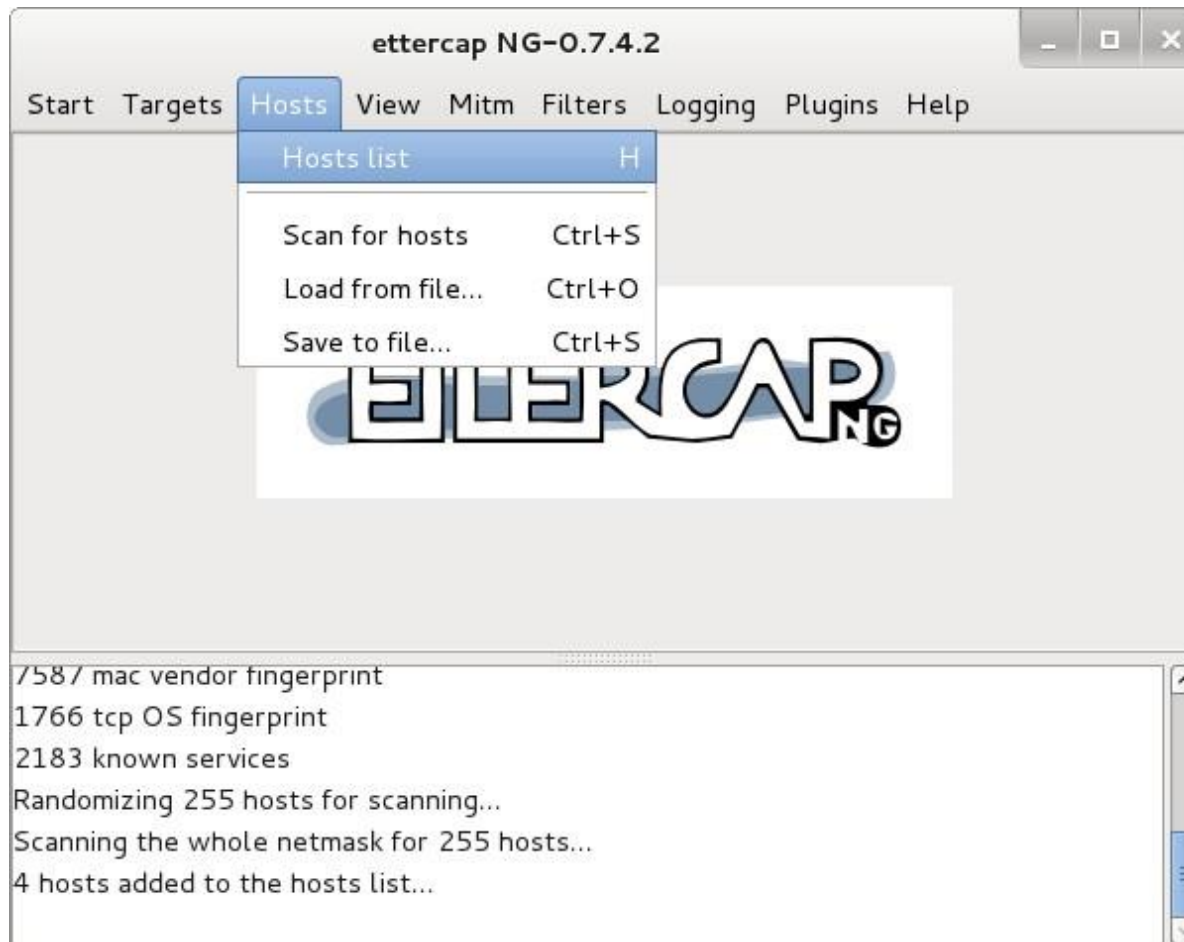 ettercap NG-0.7.4.2
Start Targets Hosts View Mitm Filters Logging Plugins Help
Hosts list H
Scan for hosts Ctrl+S
Load from file... Ctrl+O
Save to file... Ctrl+S
ETTERCAP NG
7587 mac vendor fingerprint
1766 tcp OS fingerprint
2183 known services
Randomizing 255 hosts for scanning...
Scanning the whole netmask for 255 hosts...
4 hosts added to the hosts list...